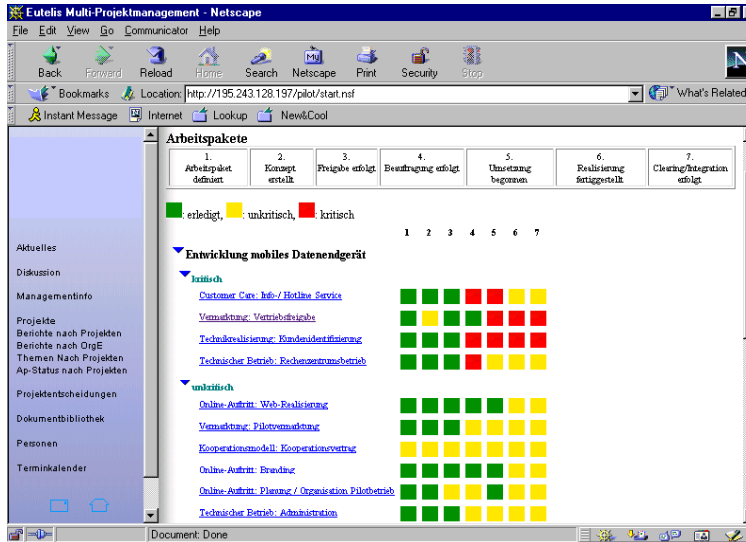 Eutelis Multi-Projektmanagement - Netscape
File Edit View Go Communicator Help
Back Forward Reload Home Search Netscape Print Security Stop
My
N
Bookmarks Location: http://195.243.128.197/pilot/start.nsf What's Related
Instant Message Internet Lookup New&Cool
Arbeitspakete
1. 2. 3. 4. 5. 6. 7.
Arbeitspaket Konzept Freigabe erfolgt Beauftragung erfolgt Umsetzung Realisierung Clearing/Integration
definiert erstellt begonnen fertiggestellt erfolgt
: erledigt, : unkritisch, : kritisch
1 2 3 4 5 6 7
Entwicklung mobiles Datenendgerät
kritisch
Customer Care: Info-/ Hotline Service
Vermarktung: Vertriebsfreigabe
Technikrealisierung: Kundenidentifizierung
Technischer Betrieb: Rechenzentrumsbetrieb
unkritisch
Online-Auftritt: Web-Realisierung
Vermarktung: Pilotvermarktung
Kooperationsmodell: Kooperationsvertrag
Online-Auftritt: Branding
Online-Auftritt: Planung / Organisation Pilotbetrieb
Technischer Betrieb: Administration
Aktuelles
Diskussion
Managementinfo
Projekte
Berichte nach Projekten
Berichte nach OrgE
Themen Nach Projekten
Ap-Status nach Projekten
Projektentscheidungen
Dokumentbibliothek
Personen
Terminkalender
Document: Done